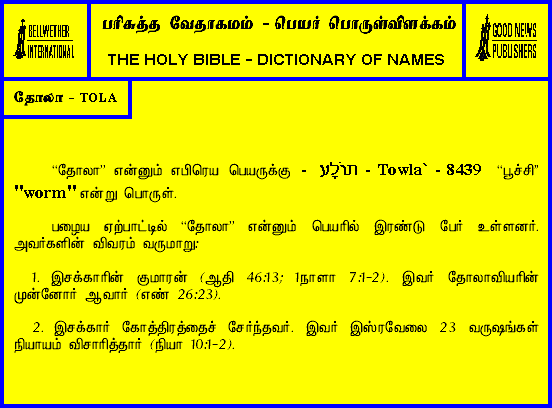 BELLWETHER
INTERNATIONAL
பரிசுத்த வேதாகமம் - பெயர் பொருள்விளக்கம்
THE HOLY BIBLE - DICTIONARY OF NAMES
GOOD NEWS
PUBLISHERS
தோலா - TOLA
“தோலா” என்னும் எபிரெய பெயருக்கு - תּוֹלָע - Towla` - 8439 “பூச்சி”
"worm" என்று பொருள்.
பழைய ஏற்பாட்டில் “தோலா” என்னும் பெயரில் இரண்டு பேர் உள்ளனர்.
அவர்களின் விவரம் வருமாறு:
1. இசக்காரின் குமாரன் (ஆதி 46:13; 1நாளா 7:1-2). இவர் தோலாவியரின்
முன்னோர் ஆவார் (எண் 26:23).
2. இசக்கார் கோத்திரத்தைச் சேர்ந்தவர். இவர் இஸ்ரவேலை 23 வருஷங்கள்
நியாயம் விசாரித்தார் (நியா 10:1-2).